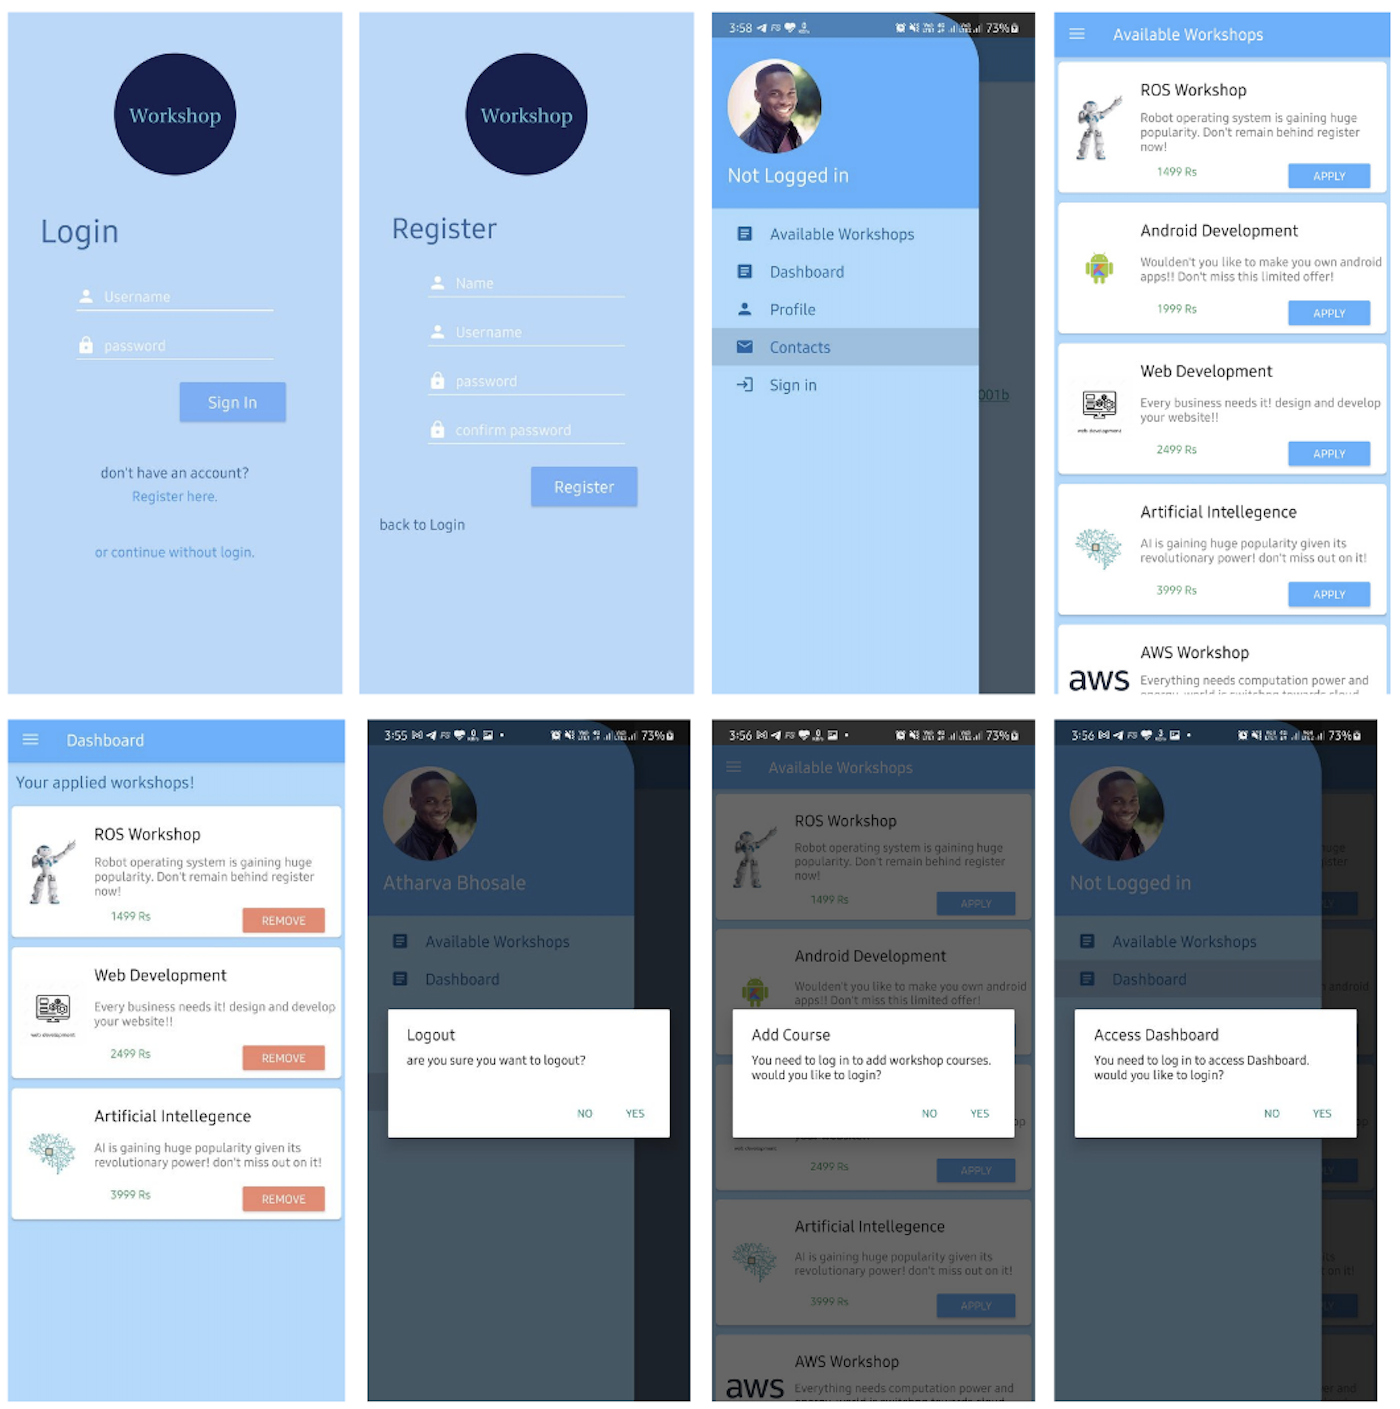 Workshop
Login
Username
password
Sign In
don't have an account?
Register here.
or continue without login.
Workshop
Register
Name
Username
password
confirm password
Register
back to Login
3:58
73%
Not Logged in
Available Workshops
Dashboard
Profile
Contacts
Sign in
001b
Available Workshops
ROS Workshop
Robot operating system is gaining huge
popularity. Don't remain behind register
now!
1499 Rs
APPLY
Android Development
Woulden't you like to make you own android
apps!! Don't miss this limited offer!
1999 Rs
APPLY
Web Development
Every business needs it! design and develop
your website!!
web development
2499 Rs
APPLY
Artificial Intellegence
AI is gaining huge popularity given its
revolutionary power! don't miss out on it!
3999 Rs
APPLY
AWS Workshop
aws
Everything needs computation power and
Dashboard
Your applied workshops!
ROS Workshop
Robot operating system is gaining huge
popularity. Don't remain behind register
now!
1499 Rs
REMOVE
Web Development
Every business needs it! design and develop
your website!!
web development
2499 Rs
REMOVE
Artificial Intellegence
AI is gaining huge popularity given its
revolutionary power! don't miss out on it!
3999 Rs
REMOVE
3:55
73%
Atharva Bhosale
Available Workshops
Dashboard
Logout
are you sure you want to logout?
NO YES
3:56
73%
Available Workshops
ROS Workshop
Robot operating system is gaining huge
popularity. Don't remain behind register
now!
1499 Rs
APPLY
Android Development
Woulden't you like to make you own android
apps!! Don't miss this limited offer!
Add Course
You need to log in to add workshop courses.
would you like to login?
NO YES
2499 Rs
APPLY
Artificial Intellegence
AI is gaining huge popularity given its
revolutionary power! don't miss out on it!
3999 Rs
APPLY
AWS Workshop
aws
Everything needs computation power and
3:56
73%
Not Logged in
Available Workshops
Dashboard
android
Access Dashboard
You need to log in to access Dashboard.
would you like to login?
NO YES